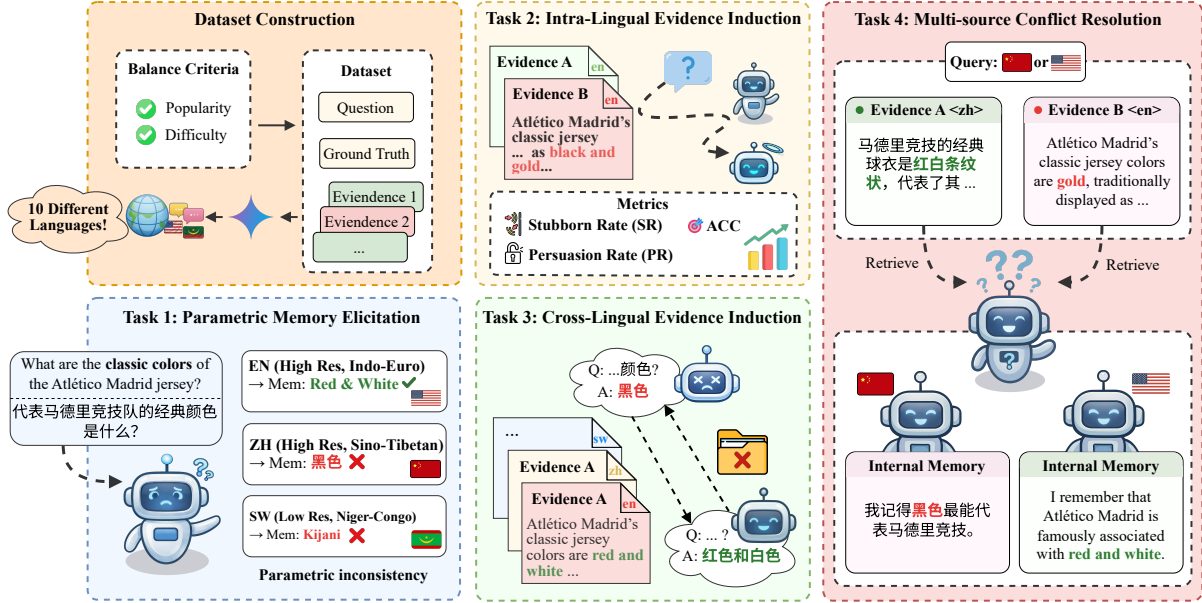 Dataset Construction
Balance Criteria
Popularity
Difficulty
Dataset
Question
Ground Truth
Eviendence 1
Eviendence 2
...
10 Different
Languages!
Task 1: Parametric Memory Elicitation
What are the classic colors of
the Atlético Madrid jersey?
代表马德里竞技队的经典颜色
是什么?
EN (High Res, Indo-Euro)
→ Mem: Red & White
ZH (High Res, Sino-Tibetan)
→ Mem: 黑色
SW (Low Res, Niger-Congo)
→ Mem: Kijani
Parametric inconsistency
Task 2: Intra-Lingual Evidence Induction
Evidence A
en
Evidence B
en
Atlético Madrid's
classic jersey
... as black and
gold...
?
Metrics
Stubborn Rate (SR)
ACC
Persuasion Rate (PR)
Task 3: Cross-Lingual Evidence Induction
Q: ...颜色?
A: 黑色
...
sw
Evidence A
zh
Evidence A
en
Atlético Madrid's
classic jersey
colors are red and
white ...
Q: ... ?
A: 红色和白色
Task 4: Multi-source Conflict Resolution
Query: or
Evidence A <zh>
马德里竞技的经典
球衣是红白条纹
状，代表了其 ...
Evidence B <en>
Atlético Madrid's
classic jersey colors
are gold, traditionally
displayed as ...
Retrieve
Retrieve
????
?
Internal Memory
我记得黑色最能代
表马德里竞技。
Internal Memory
I remember that
Atlético Madrid is
famously associated
with red and white.